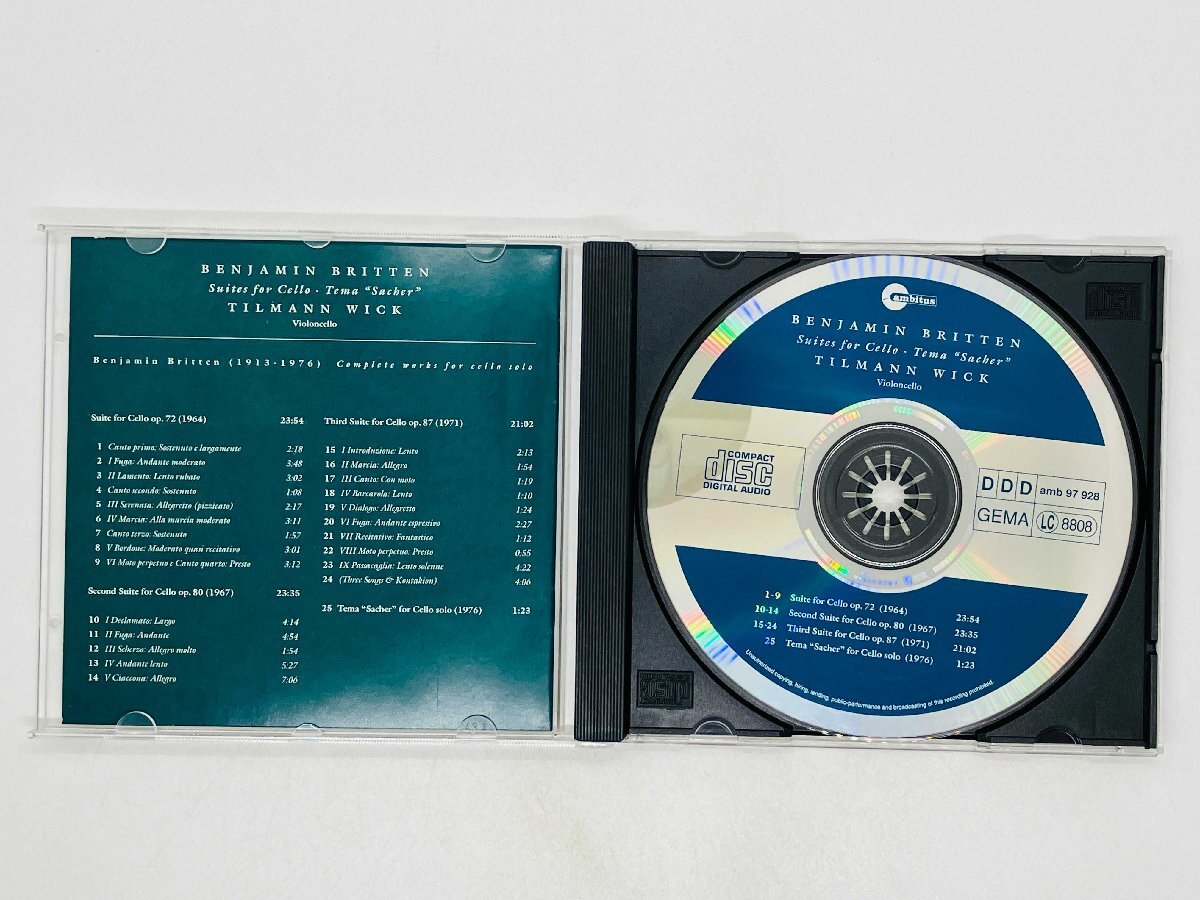 BENJAMIN BRITTEN
Suites for Cello · Tema “Sacher”
TILMANN WICK
Violoncello
Benjamin Britten (1913-1976) Complete works for cello solo
Suite for Cello op. 72 (1964) 23:54
1 Canto primo: Sostenuto e largamente 2:18
2 I Fuga: Andante moderato 3:48
3 II Lamento: Lento rubato 3:02
4 Canto secondo: Sostenuto 1:08
5 III Serenata: Allegretto (pizzicato) 2:17
6 IV Marcia: Alla marcia moderato 3:11
7 Canto terzo: Sostenuto 1:57
8 V Bordone: Moderato quasi recitativo 3:01
9 VI Moto perpetuo e Canto quarto: Presto 3:12
Second Suite for Cello op. 80 (1967) 23:35
10 I Declamato: Largo 4:14
11 II Fuga: Andante 4:54
12 III Scherzo: Allegro molto 1:54
13 IV Andante lento 5:27
14 V Ciaccona: Allegro 7:06
Third Suite for Cello op. 87 (1971) 21:02
15 I Introduzione: Lento 2:13
16 II Marcia: Allegro 1:54
17 III Canto: Con moto 1:19
18 IV Barcarola: Lento 1:10
19 V Dialogo: Allegretto 1:24
20 VI Fuga: Andante espressivo 2:27
21 VII Recitativo: Fantastico 1:12
22 VIII Moto perpetuo: Presto 0:55
23 IX Passacaglia: Lento solenne 4:22
24 (Three Songs & Kontakion) 4:06
25 Tema “Sacher” for Cello solo (1976) 1:23
ambitus
BENJAMIN BRITTEN
Suites for Cello · Tema “Sacher”
TILMANN WICK
Violoncello
COMPACT
disc
DIGITAL AUDIO
DDD amb 97 928
GEMA LC 8808
1-9 Suite for Cello op. 72 (1964) 23:54
10-14 Second Suite for Cello op. 80 (1967) 23:35
15-24 Third Suite for Cello op. 87 (1971) 21:02
25 Tema “Sacher” for Cello solo (1976) 1:23
Unauthorised copying, hiring, lending, public-performance and broadcasting of this recording prohibited.